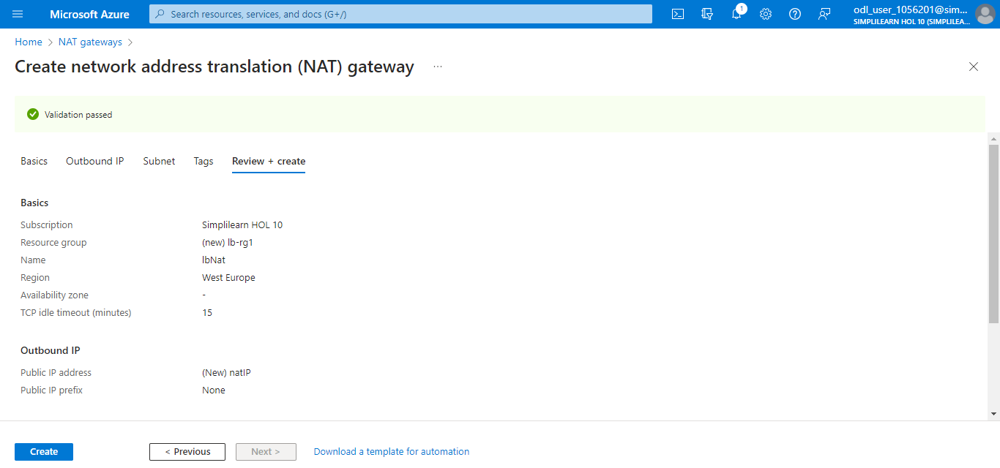 Microsoft Azure
Search resources, services, and docs (G+/)
1
odl_user_1056201@sim...
SIMPLILEARN HOL 10 (SIMPLILEA...
Home > NAT gateways >
Create network address translation (NAT) gateway ...
Validation passed
Basics Outbound IP Subnet Tags Review + create
Basics
Subscription Simplilearn HOL 10
Resource group (new) lb-rg1
Name lbNat
Region West Europe
Availability zone -
TCP idle timeout (minutes) 15
Outbound IP
Public IP address (New) natIP
Public IP prefix None
Create < Previous Next > Download a template for automation